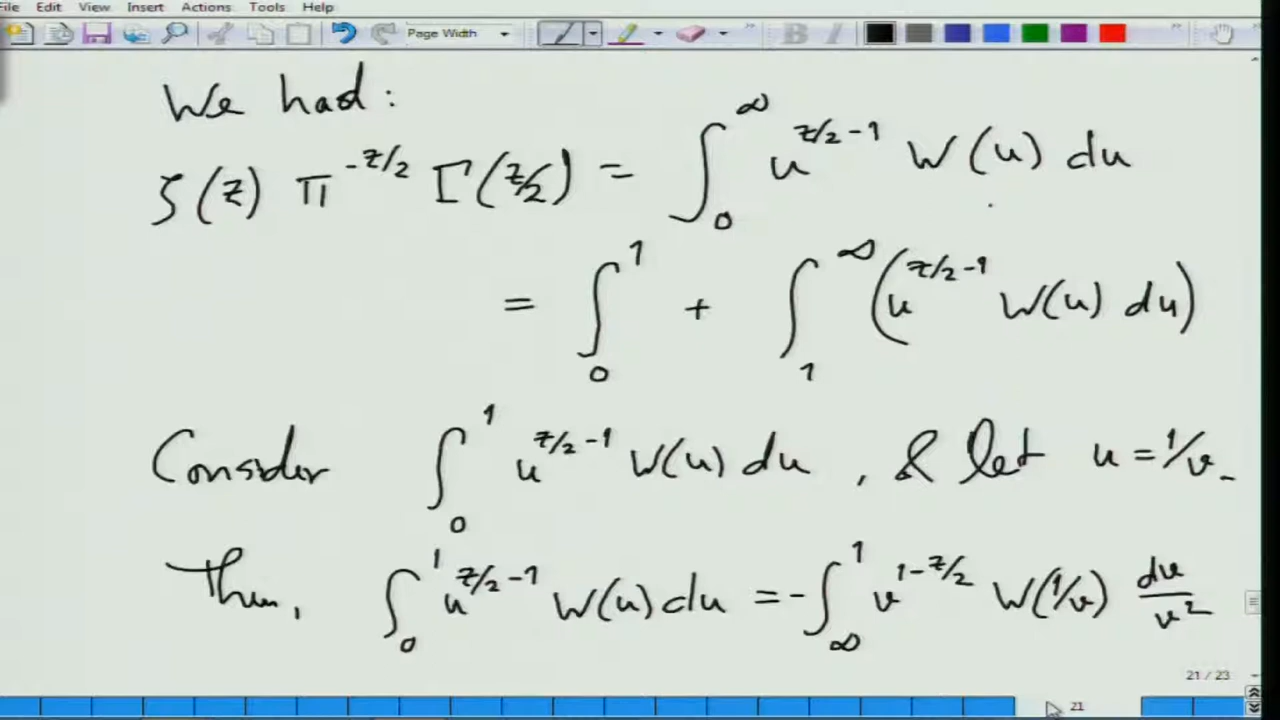 File Edit View Insert Actions Tools Help
Page Width
We had:
ζ(z) π^{-z/2} Γ(z/2) = ∫_0^∞ u^{z/2-1} W(u) du
= ∫_0^1 + ∫_1^∞ (u^{z/2-1} W(u) du)
Consider ∫_0^1 u^{z/2-1} W(u) du, & let u = 1/v.
Then, ∫_0^1 u^{z/2-1} W(u) du = -∫_∞^1 v^{1-z/2} W(1/v) dv/v^2
21 / 23
21